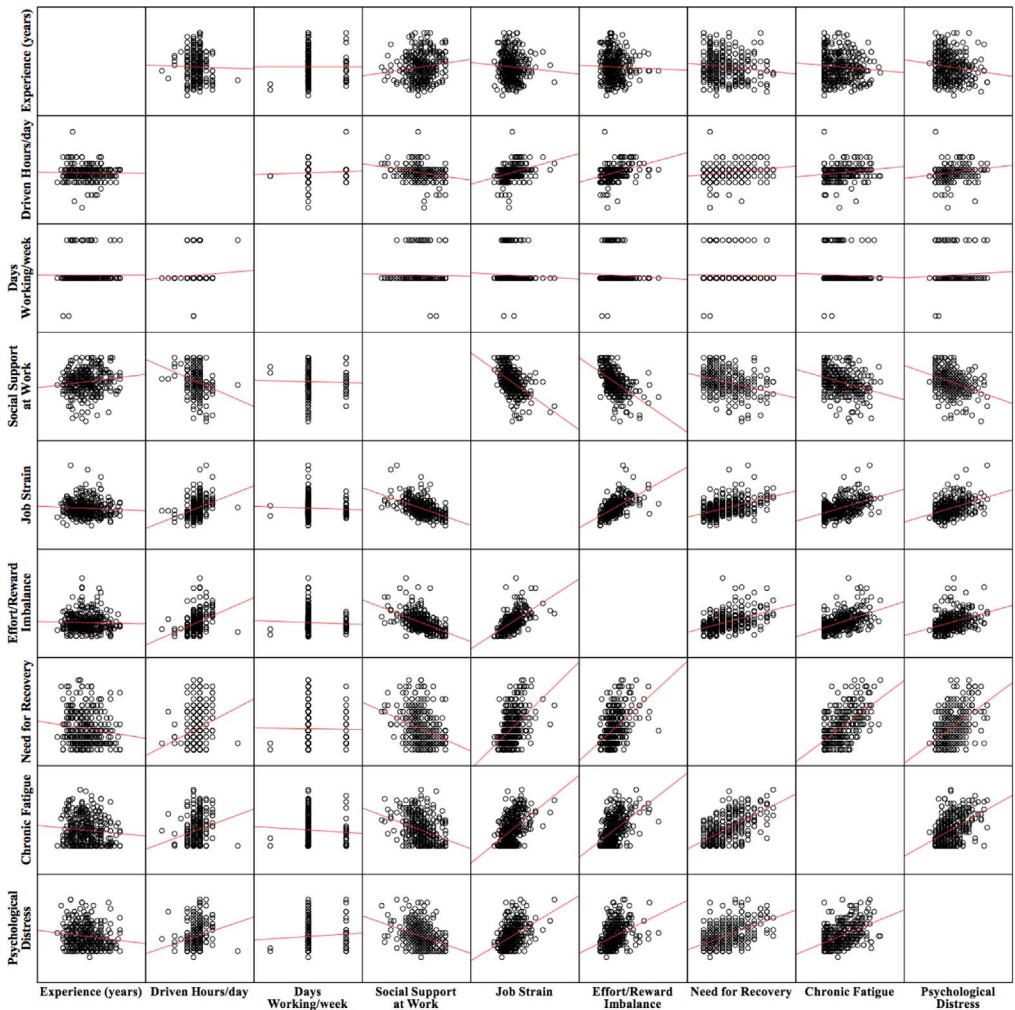 Experience (years)
Driven Hours/day
Days
Working/week
Social Support
at Work
Job Strain
Effort/Reward
Imbalance
Need for Recovery
Chronic Fatigue
Psychological
Distress
Experience (years)
Driven Hours/day
Days
Working/week
Social Support
at Work
Job Strain
Effort/Reward
Imbalance
Need for Recovery
Chronic Fatigue
Psychological
Distress